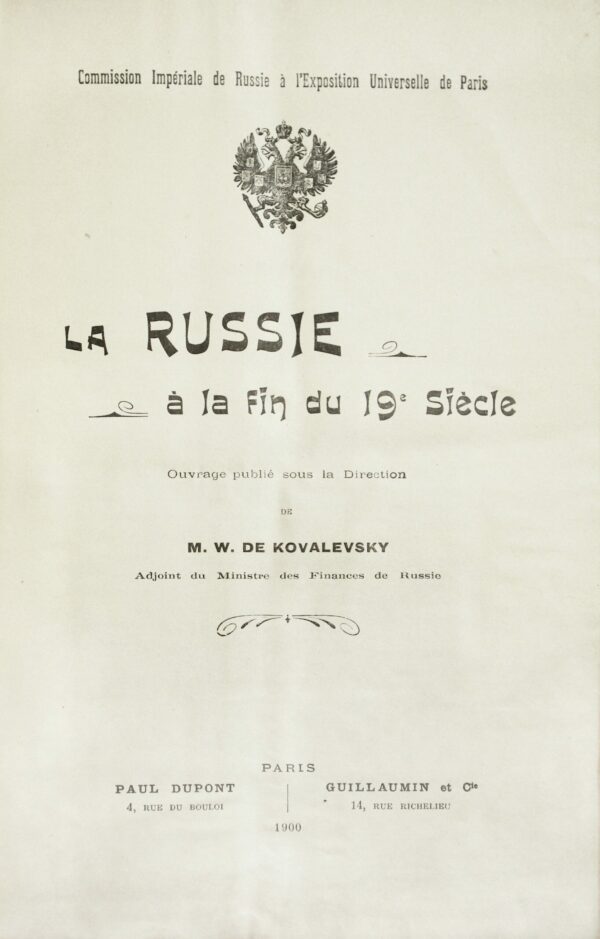 Commission Impériale de Russie à l'Exposition Universelle de Paris
LA RUSSIE
à la fin du 19e Siècle
Ouvrage publié sous la Direction
DE
M. W. DE KOVALEVSKY
Adjoint du Ministre des Finances de Russie
PARIS
PAUL DUPONT
4, RUE DU BOULOI
GUILLAUMIN et Cie
14, RUE RICHELIEU
1900